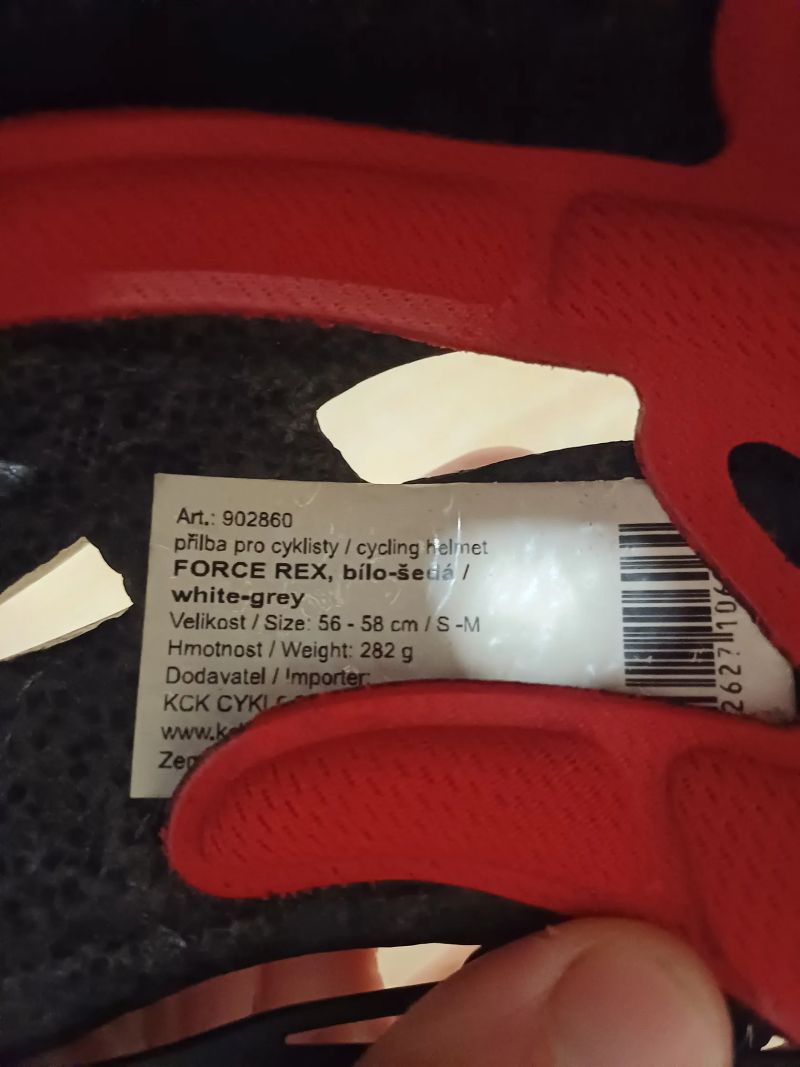 Art.: 902860
přilba pro cyklisty / cycling helmet
FORCE REX, bílo-šedá /
white-grey
Velikost / Size: 56 - 58 cm / S -M
Hmotnost / Weight: 282 g
Dodavatel / Importer:
KCK